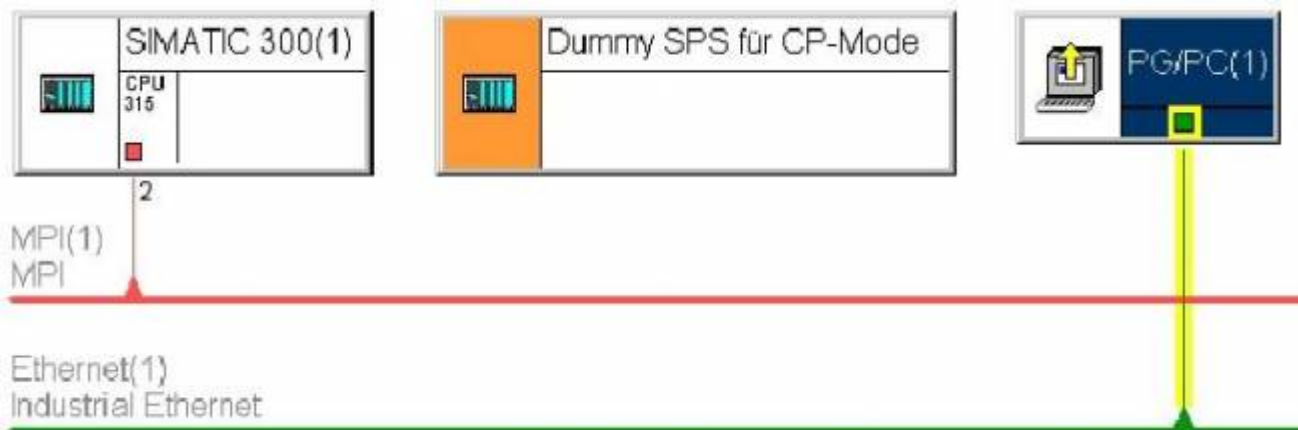 SIMATIC 300(1)
CPU
315
2
Dummy SPS für CP-Mode
PG/PC(1)
MPI(1)
MPI
Ethernet(1)
Industrial Ethernet